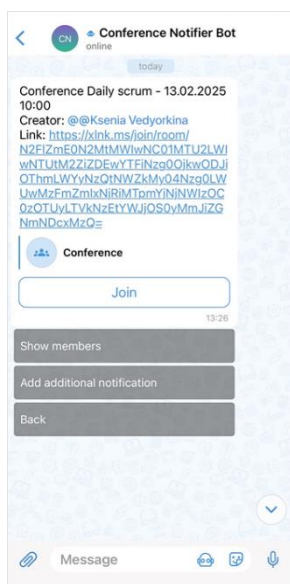 CN
Conference Notifier Bot
online
today
Conference Daily scrum - 13.02.2025
10:00
Creator: @@Ksenia Vedyorkina
Link: https://xlnk.ms/join/room/
N2FlZmE0N2MtMWIwNC01MTU2LWI
wNTUtM2ZiZDEwYTFiNzg0OjkwODJi
OThmLWYyNzQtNWZkMy04Nzg0LW
UwMzFmZmIxNjRiMTpmYjNjNWIzOC
0zOTUyLTVkNzEtYWJjOS0yMmJiZG
NmNDcxMzQ=
Conference
Join
13:26
Show members
Add additional notification
Back
Message